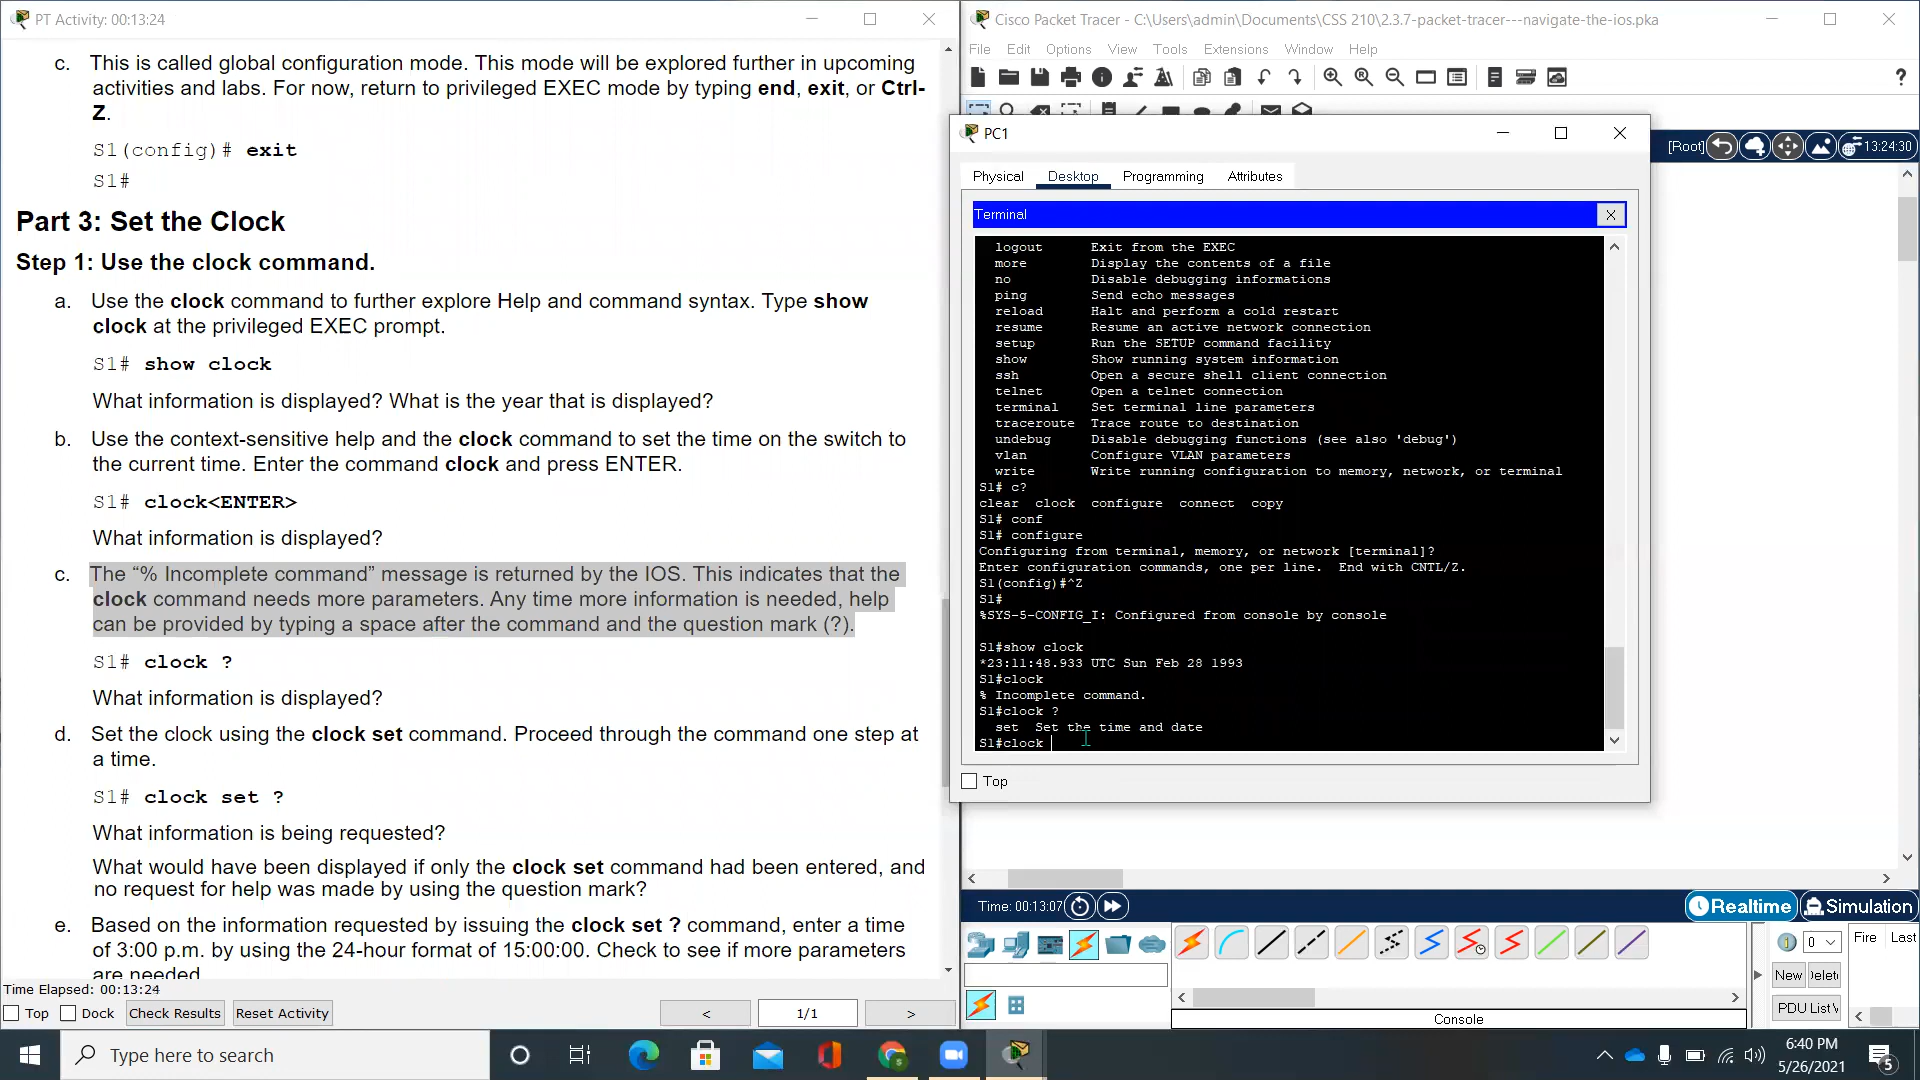 PT Activity: 00:13:24
c. This is called global configuration mode. This mode will be explored further in upcoming
activities and labs. For now, return to privileged EXEC mode by typing end, exit, or Ctrl-
Z.
S1(config)# exit
S1#
Part 3: Set the Clock
Step 1: Use the clock command.
a. Use the clock command to further explore Help and command syntax. Type show
clock at the privileged EXEC prompt.
S1# show clock
What information is displayed? What is the year that is displayed?
b. Use the context-sensitive help and the clock command to set the time on the switch to
the current time. Enter the command clock and press ENTER.
S1# clock<ENTER>
What information is displayed?
c. The “% Incomplete command” message is returned by the IOS. This indicates that the
clock command needs more parameters. Any time more information is needed, help
can be provided by typing a space after the command and the question mark (?).
S1# clock ?
What information is displayed?
d. Set the clock using the clock set command. Proceed through the command one step at
a time.
S1# clock set ?
What information is being requested?
What would have been displayed if only the clock set command had been entered, and
no request for help was made by using the question mark?
e. Based on the information requested by issuing the clock set ? command, enter a time
of 3:00 p.m. by using the 24-hour format of 15:00:00. Check to see if more parameters
are needed
Time Elapsed: 00:13:24
Top Dock Check Results Reset Activity < 1/1 >
Cisco Packet Tracer - C:\Users\admin\Documents\CSS 210\2.3.7-packet-tracer---navigate-the-ios.pka
File Edit Options View Tools Extensions Window Help
?
[Root] 13:24:30
PC1
Physical Desktop Programming Attributes
Terminal X
logout Exit from the EXEC
more Display the contents of a file
no Disable debugging informations
ping Send echo messages
reload Halt and perform a cold restart
resume Resume an active network connection
setup Run the SETUP command facility
show Show running system information
ssh Open a secure shell client connection
telnet Open a telnet connection
terminal Set terminal line parameters
traceroute Trace route to destination
undebug Disable debugging functions (see also 'debug')
vlan Configure VLAN parameters
write Write running configuration to memory, network, or terminal
S1# c?
clear clock configure connect copy
S1# conf
S1# configure
Configuring from terminal, memory, or network [terminal]?
Enter configuration commands, one per line. End with CNTL/Z.
S1(config)#^Z
S1#
%SYS-5-CONFIG_I: Configured from console by console
S1#show clock
*23:11:48.933 UTC Sun Feb 28 1993
S1#clock
% Incomplete command.
S1#clock ?
set Set the time and date
S1#clock
Top
Time: 00:13:07
Realtime Simulation
0 Fire Last
New Delete
PDU List
Console
Type here to search
6:40 PM
5/26/2021
5